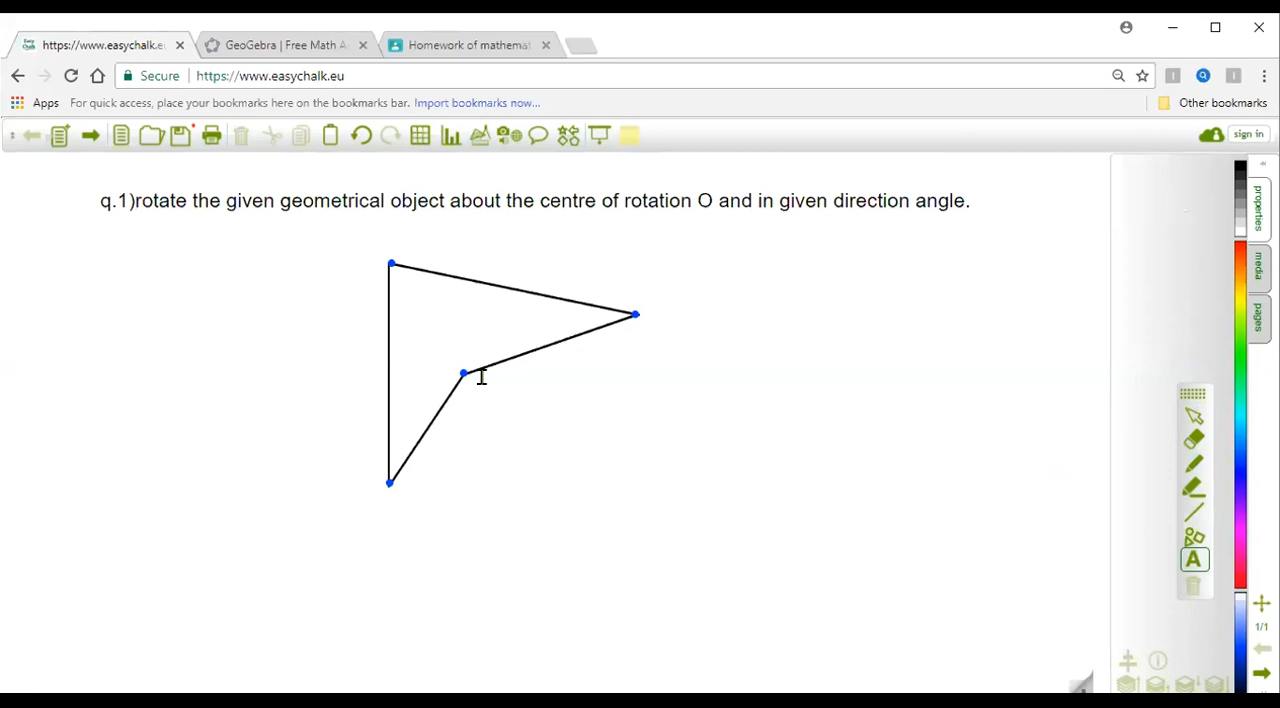 https://www.easychalk.eu
GeoGebra | Free Math A
Homework of mathemat
Secure
https://www.easychalk.eu
Apps
For quick access, place your bookmarks here on the bookmarks bar. Import bookmarks now...
Other bookmarks
sign in
q.1)rotate the given geometrical object about the centre of rotation O and in given direction angle.
properties
media
pages
A
1/1